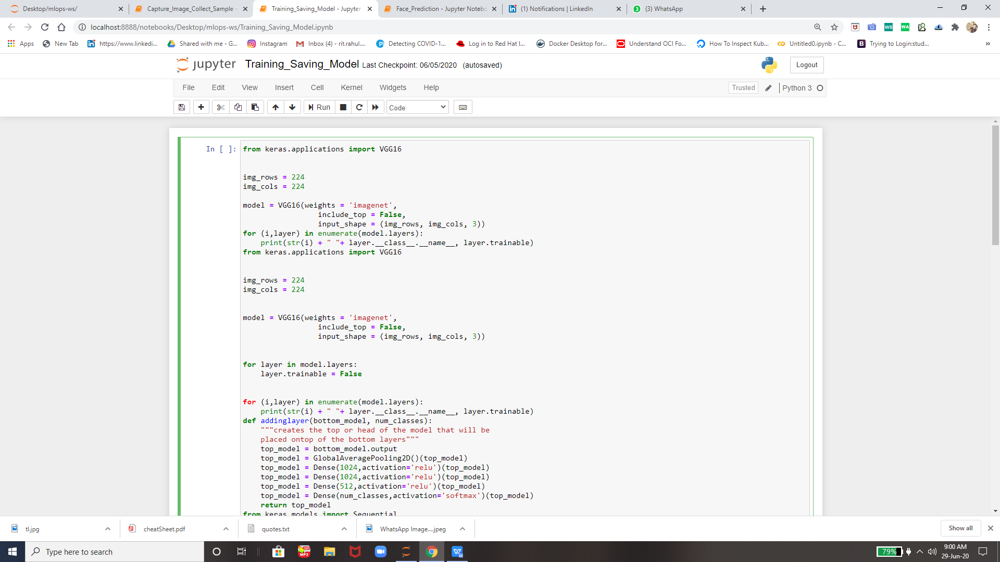 Desktop/mlops-ws/
Capture_Image_Collect_Sample -
Training_Saving_Model - Jupyter
Face_Prediction - Jupyter Notebo
(1) Notifications | LinkedIn
(3) WhatsApp
localhost:8888/notebooks/Desktop/mlops-ws/Training_Saving_Model.ipynb
Apps
New Tab
https://www.linkedi...
Shared with me - G...
Instagram
Inbox (4) - rit.rahul....
Detecting COVID-1...
Log in to Red Hat I...
Docker Desktop for...
Understand OCI Fo...
How To Inspect Kub...
Untitled0.ipynb - C...
Trying to Login:stud...
»
jupyter Training_Saving_Model Last Checkpoint: 06/05/2020 (autosaved)
Logout
File Edit View Insert Cell Kernel Widgets Help
Trusted
Python 3
Run
Code
In [ ]: from keras.applications import VGG16
img_rows = 224
img_cols = 224
model = VGG16(weights = 'imagenet',
include_top = False,
input_shape = (img_rows, img_cols, 3))
for (i,layer) in enumerate(model.layers):
print(str(i) + " "+ layer.__class__.__name__, layer.trainable)
from keras.applications import VGG16
img_rows = 224
img_cols = 224
model = VGG16(weights = 'imagenet',
include_top = False,
input_shape = (img_rows, img_cols, 3))
for layer in model.layers:
layer.trainable = False
for (i,layer) in enumerate(model.layers):
print(str(i) + " "+ layer.__class__.__name__, layer.trainable)
def addinglayer(bottom_model, num_classes):
"""creates the top or head of the model that will be
placed ontop of the bottom layers"""
top_model = bottom_model.output
top_model = GlobalAveragePooling2D()(top_model)
top_model = Dense(1024,activation='relu')(top_model)
top_model = Dense(1024,activation='relu')(top_model)
top_model = Dense(512,activation='relu')(top_model)
top_model = Dense(num_classes,activation='softmax')(top_model)
return top_model
from keras.models import Sequential
tl.jpg
cheatSheet.pdf
quotes.txt
WhatsApp Image....jpeg
Show all
Type here to search
79%
9:00 AM
29-Jun-20